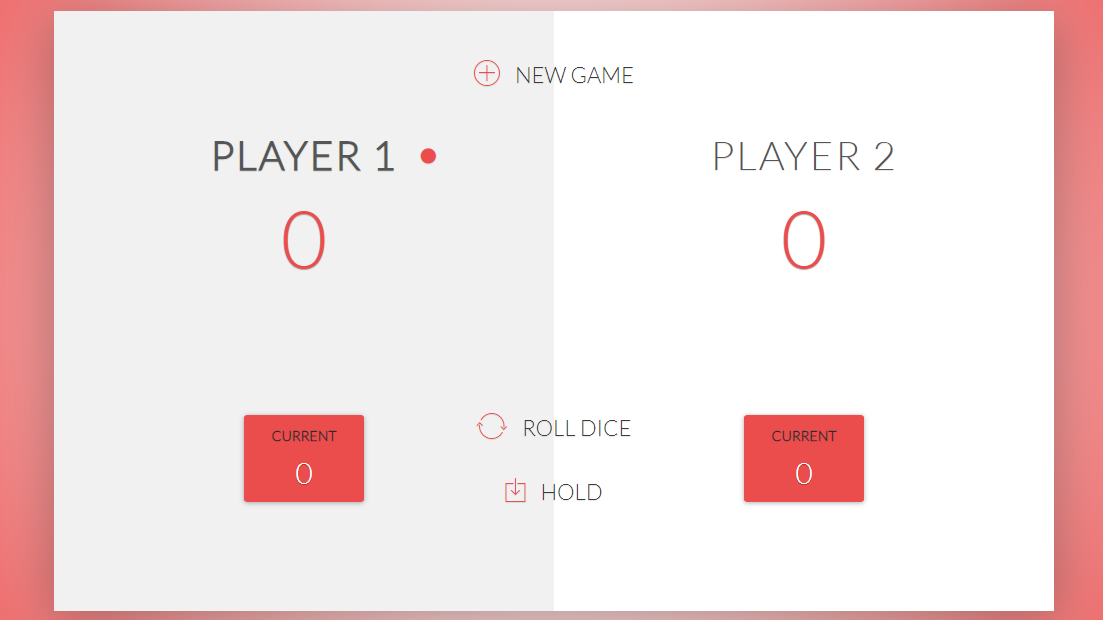 NEW GAME
PLAYER 1
0
PLAYER 2
0
CURRENT
0
ROLL DICE
HOLD
CURRENT
0